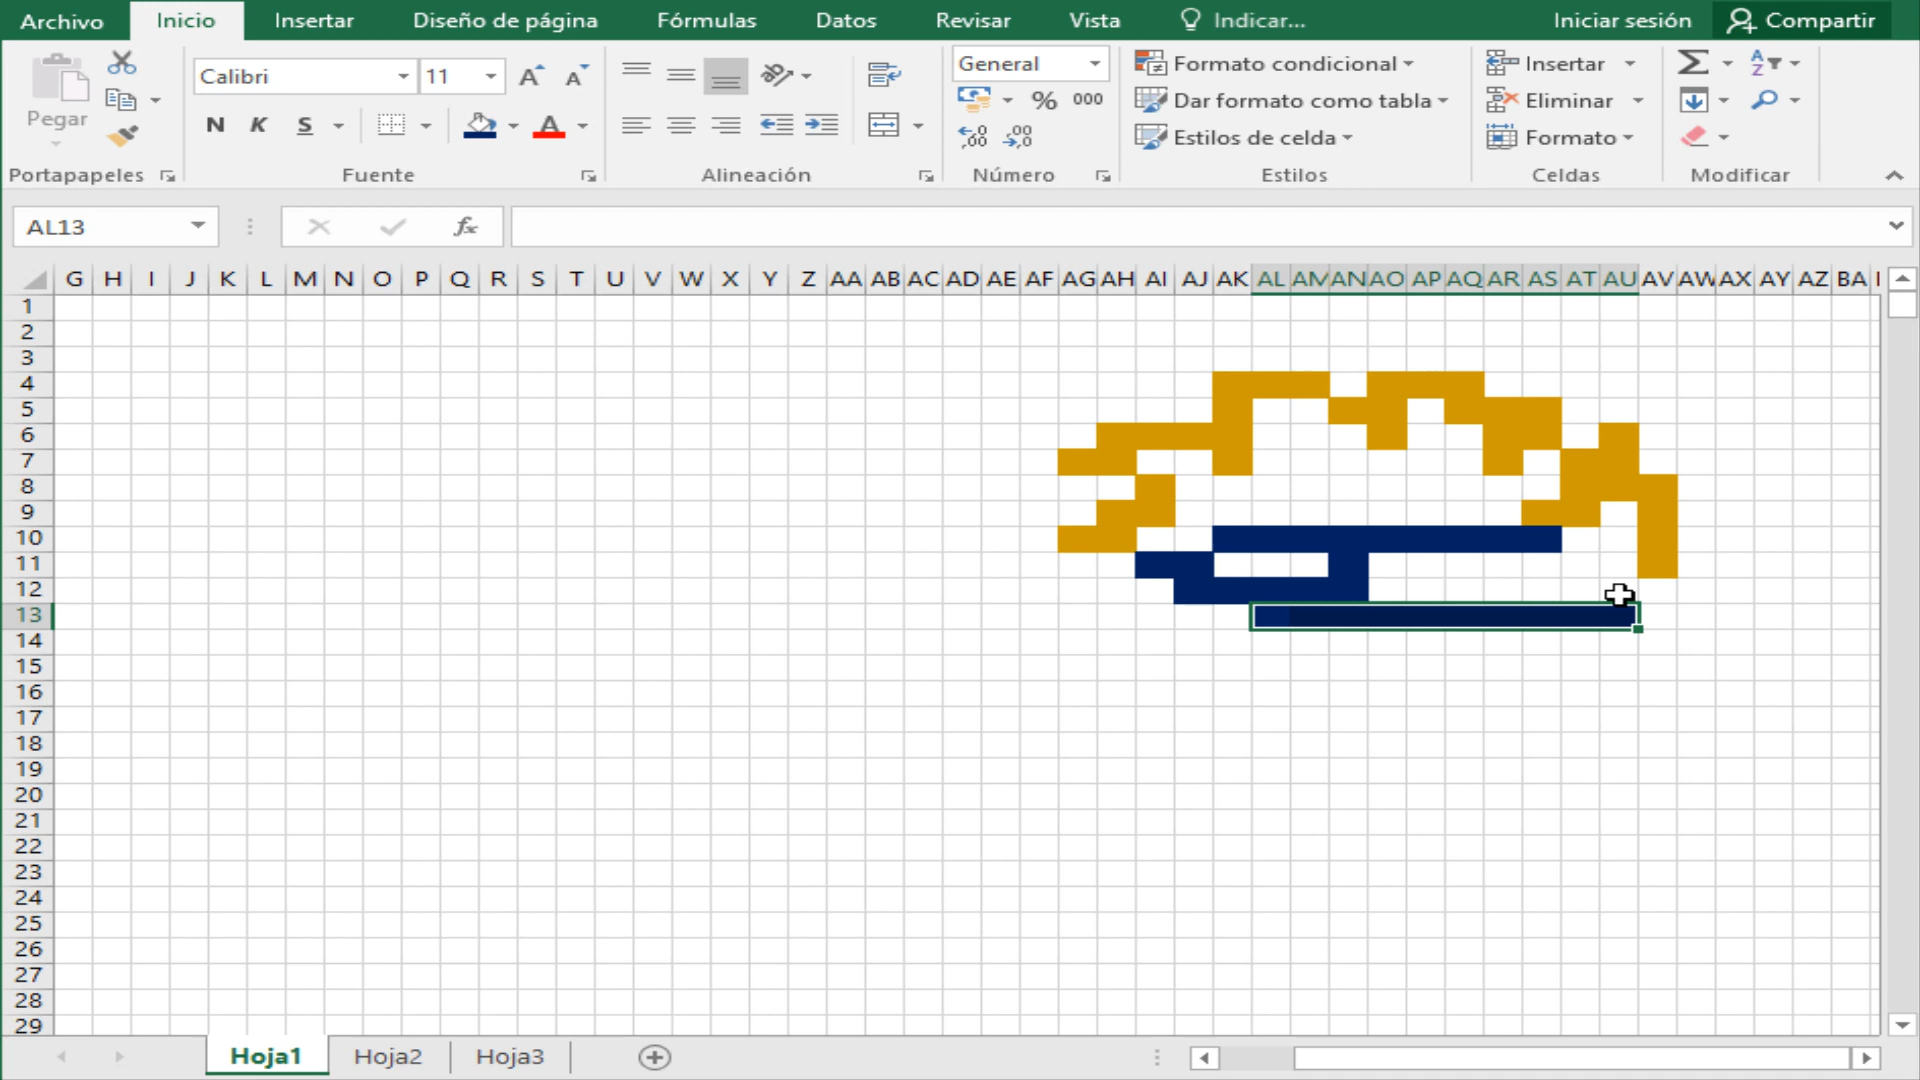 Archivo Inicio Insertar Diseño de página Fórmulas Datos Revisar Vista Indicar... Iniciar sesión Compartir
Pegar
Calibri 11
N K S
A A
A
General
% 000
,00
Formato condicional
Dar formato como tabla
Estilos de celda
Insertar
Eliminar
Formato
Portapapeles Fuente Alineación Número Estilos Celdas Modificar
AL13 fx
G H I J K L M N O P Q R S T U V W X Y Z AA AB AC AD AE AF AG AH AI AJ AK AL AM AN AO AP AQ AR AS AT AU AV AW AX AY AZ BA
1
2
3
4
5
6
7
8
9
10
11
12
13
14
15
16
17
18
19
20
21
22
23
24
25
26
27
28
29
Hoja1 Hoja2 Hoja3